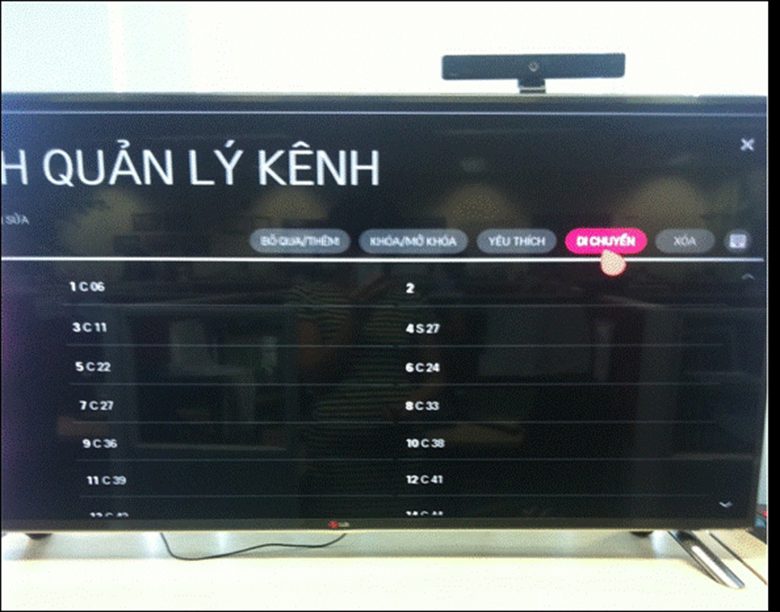 H QUẢN LÝ KÊNH
SỬA
BỎ QUA/THÊM KHÓA/MỞ KHÓA YÊU THÍCH DI CHUYỂN XÓA
1 C 06 2
3 C 11 4 S 27
5 C 22 6 C 24
7 C 27 8 C 33
9 C 36 10 C 38
11 C 39 12 C 41
LG